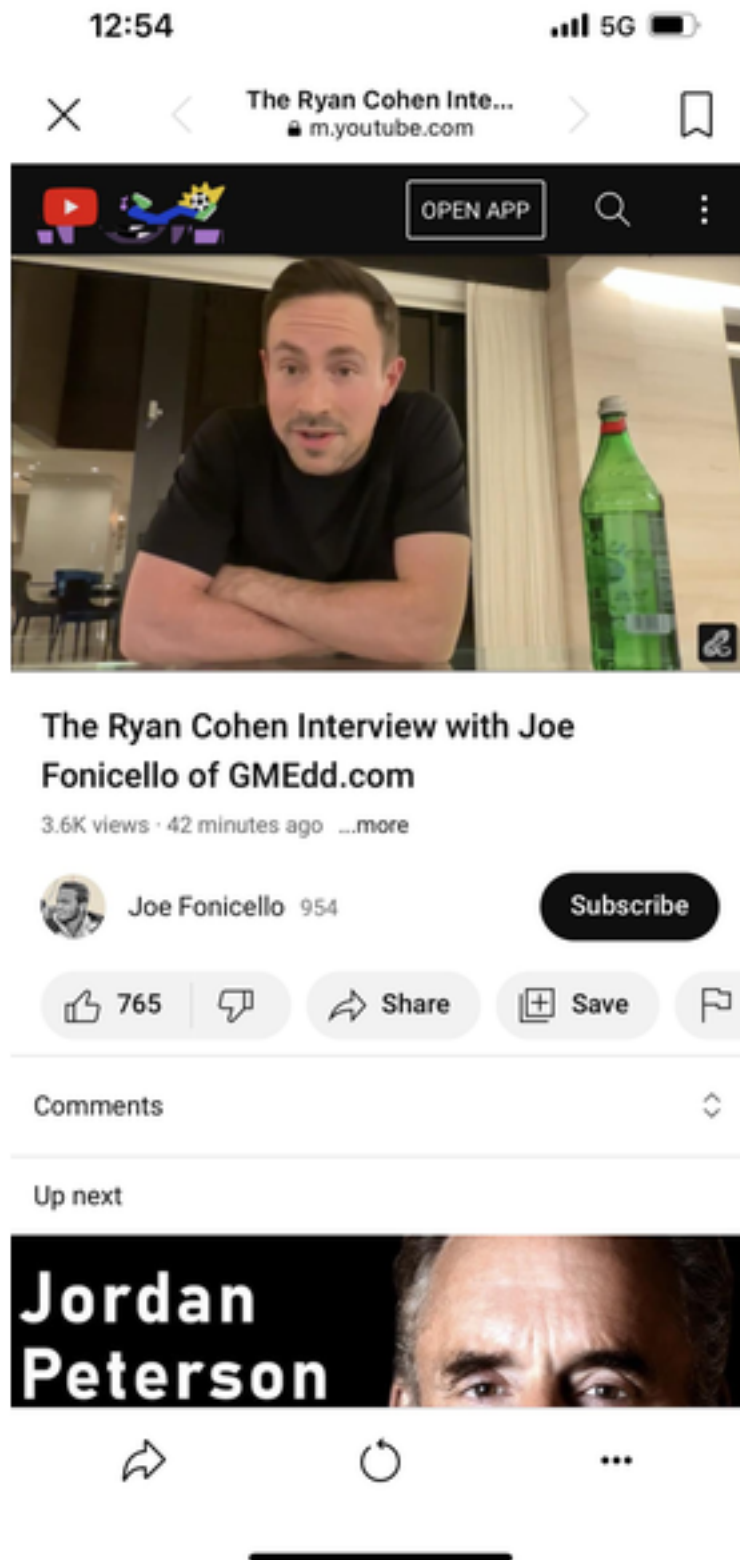 12:54
5G
The Ryan Cohen Inte...
m.youtube.com
OPEN APP
The Ryan Cohen Interview with Joe
Fonicello of GMEdd.com
3.6K views · 42 minutes ago ...more
Joe Fonicello 954
Subscribe
765
Share
Save
Comments
Up next
Jordan
Peterson